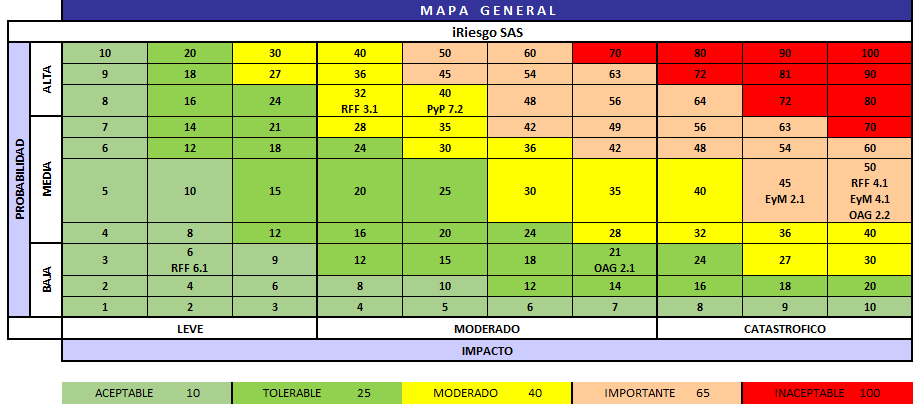 MAPA GENERAL
iRiesgo SAS
PROBABILIDAD
ALTA
10 20 30 40 50 60 70 80 90 100
9 18 27 36 45 54 63 72 81 90
8 16 24 32 40 48 56 64 72 80
RFF 3.1 PyP 7.2
MEDIA
7 14 21 28 35 42 49 56 63 70
6 12 18 24 30 36 42 48 54 60
5 10 15 20 25 30 35 40 45 50
EyM 2.1 RFF 4.1
EyM 4.1
OAG 2.2
4 8 12 16 20 24 28 32 36 40
BAJA
3 6 9 12 15 18 21 24 27 30
RFF 6.1 OAG 2.1
2 4 6 8 10 12 14 16 18 20
1 2 3 4 5 6 7 8 9 10
LEVE MODERADO CATASTROFICO
IMPACTO
ACEPTABLE 10 TOLERABLE 25 MODERADO 40 IMPORTANTE 65 INACEPTABLE 100